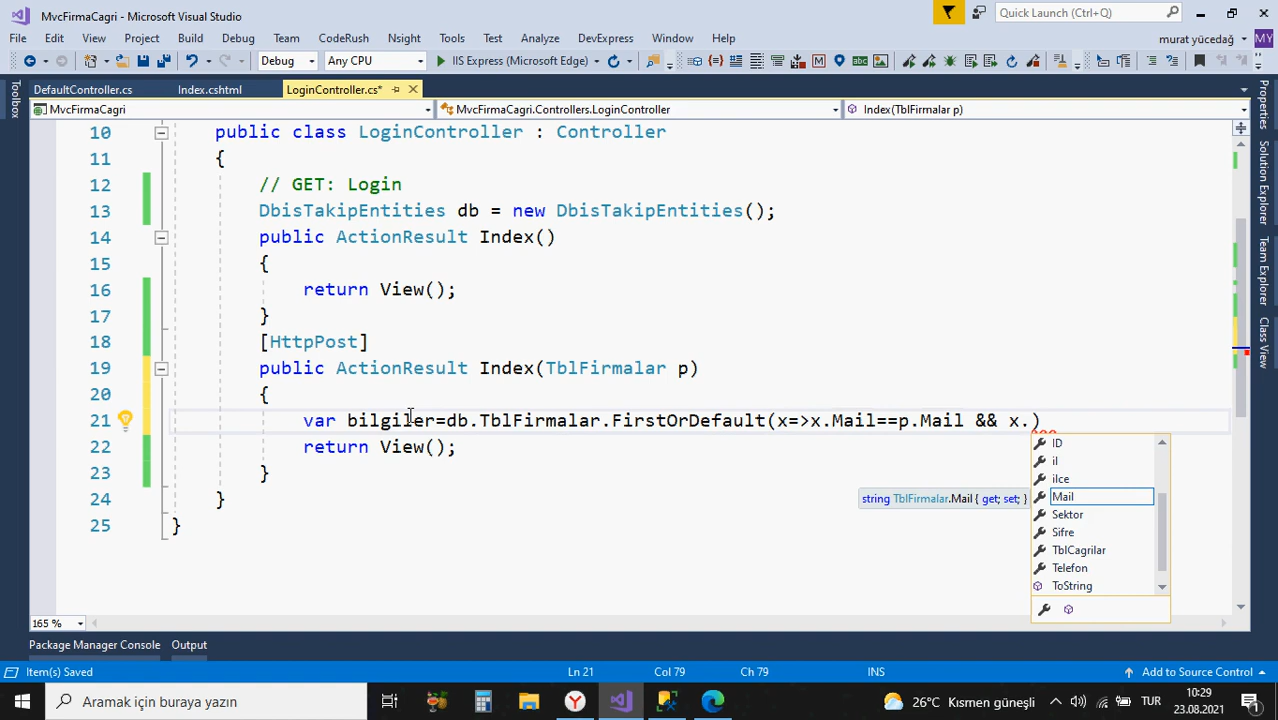 MvcFirmaCagri - Microsoft Visual Studio
Quick Launch (Ctrl+Q)
File Edit View Project Build Debug Team CodeRush Nsight Tools Test Analyze DevExpress Window Help
murat yücedağ MY
Debug Any CPU IIS Express (Microsoft Edge)
DefaultController.cs Index.cshtml LoginController.cs*
MvcFirmaCagri MvcFirmaCagri.Controllers.LoginController Index(TblFirmalar p)
Toolbox
Properties
Solution Explorer
Team Explorer
Class View
10 public class LoginController : Controller
11 {
12 // GET: Login
13 DbisTakipEntities db = new DbisTakipEntities();
14 public ActionResult Index()
15 {
16 return View();
17 }
18 [HttpPost]
19 public ActionResult Index(TblFirmalar p)
20 {
21 var bilgiler=db.TblFirmalar.FirstOrDefault(x=>x.Mail==p.Mail && x.)
22 return View();
23 }
24 }
25 }
ID
il
ilce
Mail
string TblFirmalar.Mail { get; set; }
Sektor
Sifre
TblCagrilar
Telefon
ToString
165 %
Package Manager Console Output
Item(s) Saved Ln 21 Col 79 Ch 79 INS Add to Source Control
Aramak için buraya yazın
26°C Kısmen güneşli TUR 10:29
23.08.2021
1